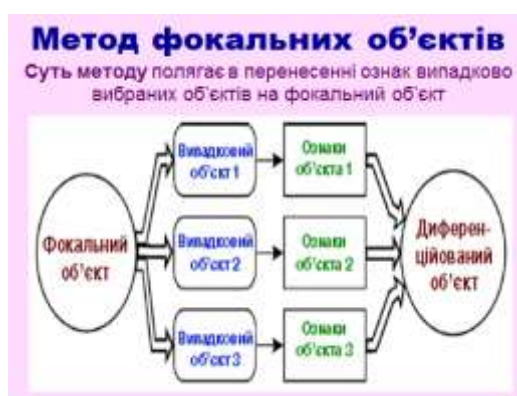 Метод фокальних об'єктів
Суть методу полягає в перенесенні ознак випадково
вибраних об'єктів на фокальний об'єкт
Фокальний
об'єкт
Випадковий
об'єкт 1
Ознаки
об'єкта 1
Випадковий
об'єкт 2
Ознаки
об'єкта 2
Випадковий
об'єкт 3
Ознаки
об'єкта 3
Диферен-
ційований
об'єкт